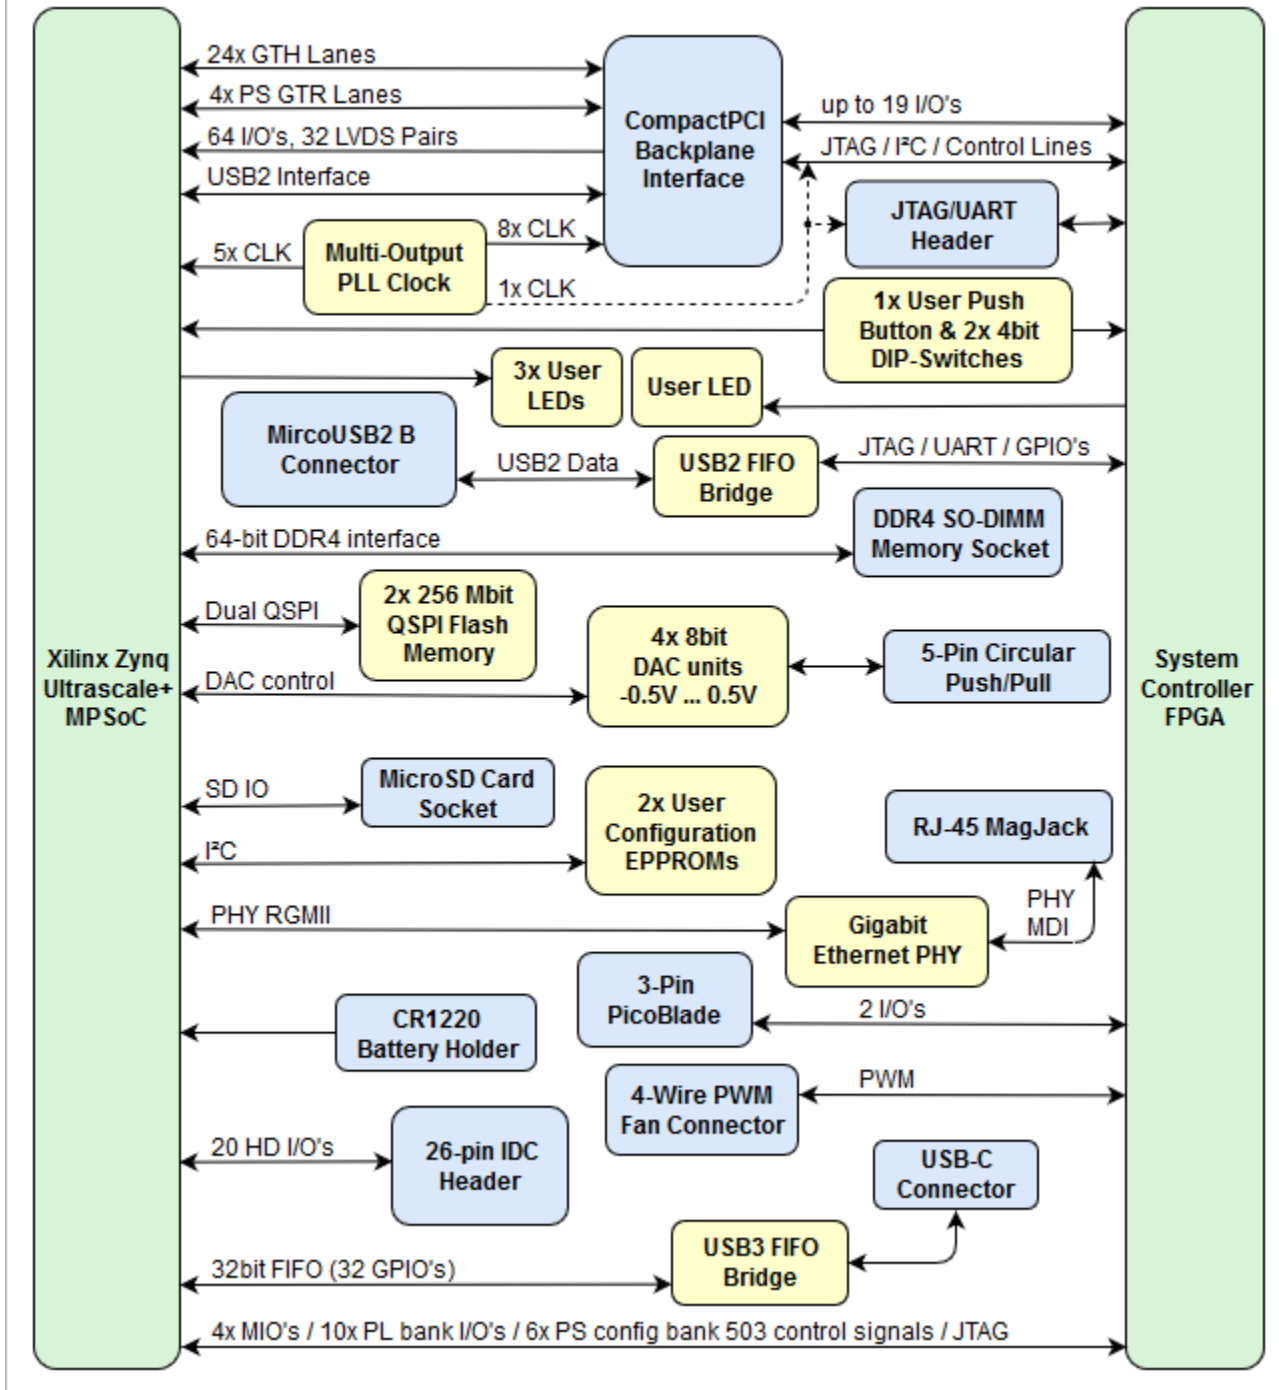 24x GTH Lanes
4x PS GTR Lanes
64 I/O's, 32 LVDS Pairs
USB2 Interface
CompactPCI
Backplane
Interface
up to 19 I/O's
JTAG / I²C / Control Lines
JTAG/UART
Header
8x CLK
5x CLK
Multi-Output
PLL Clock
1x CLK
1x User Push
Button & 2x 4bit
DIP-Switches
3x User
LEDs
User LED
MircoUSB2 B
Connector
USB2 Data
USB2 FIFO
Bridge
JTAG / UART / GPIO's
DDR4 SO-DIMM
Memory Socket
64-bit DDR4 interface
Dual QSPI
2x 256 Mbit
QSPI Flash
Memory
4x 8bit
DAC units
-0.5V ... 0.5V
5-Pin Circular
Push/Pull
Xilinx Zynq
Ultrascale+
MPSoC
System
Controller
FPGA
DAC control
SD IO
MicroSD Card
Socket
2x User
Configuration
EPPROMs
RJ-45 MagJack
I²C
PHY RGMII
Gigabit
Ethernet PHY
PHY
MDI
3-Pin
PicoBlade
2 I/O's
CR1220
Battery Holder
4-Wire PWM
Fan Connector
PWM
20 HD I/O's
26-pin IDC
Header
USB-C
Connector
USB3 FIFO
Bridge
32bit FIFO (32 GPIO's)
4x MIO's / 10x PL bank I/O's / 6x PS config bank 503 control signals / JTAG